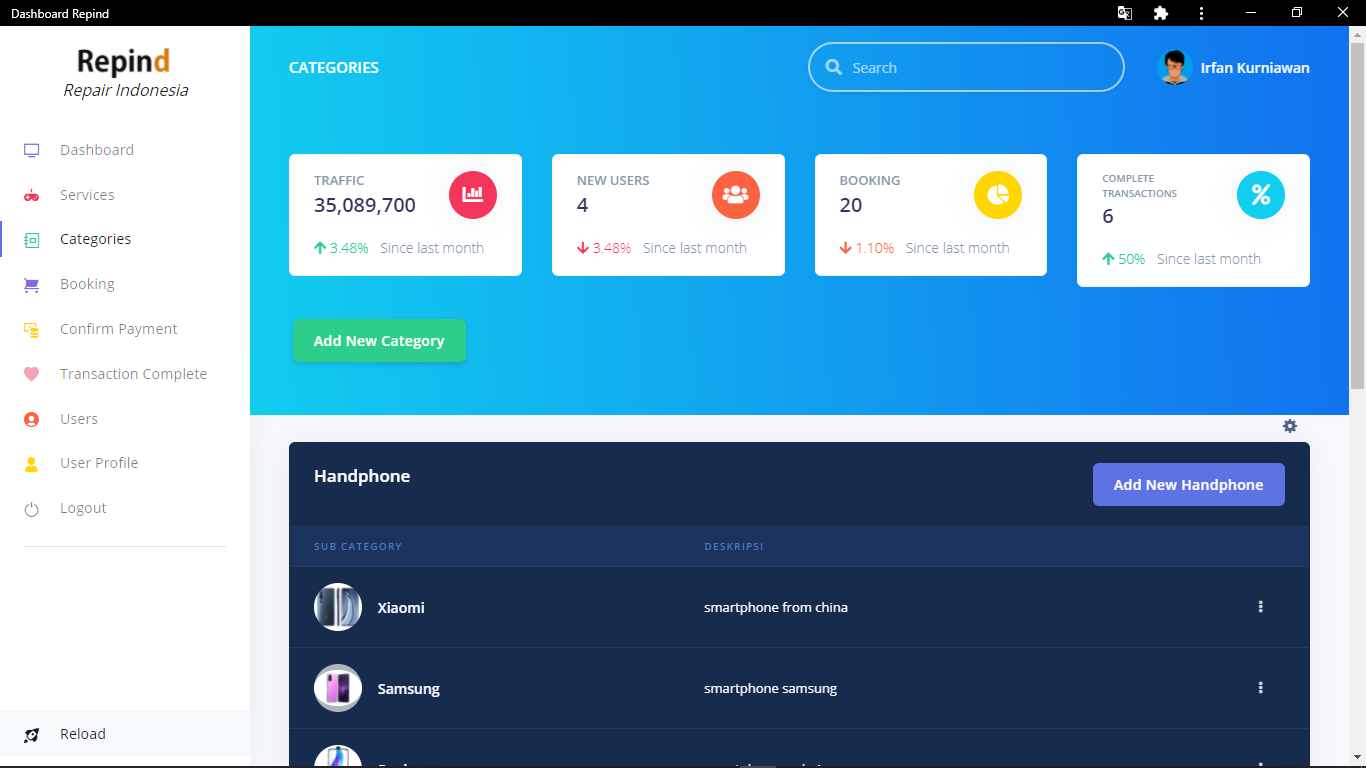 Dashboard Repind
Repind
Repair Indonesia
Dashboard
Services
Categories
Booking
Confirm Payment
Transaction Complete
Users
User Profile
Logout
Reload
CATEGORIES
Search
Irfan Kurniawan
TRAFFIC
35,089,700
3.48% Since last month
NEW USERS
4
3.48% Since last month
BOOKING
20
1.10% Since last month
COMPLETE
TRANSACTIONS
6
50% Since last month
Add New Category
Handphone
Add New Handphone
SUB CATEGORY DESKRIPSI
Xiaomi smartphone from china
Samsung smartphone samsung